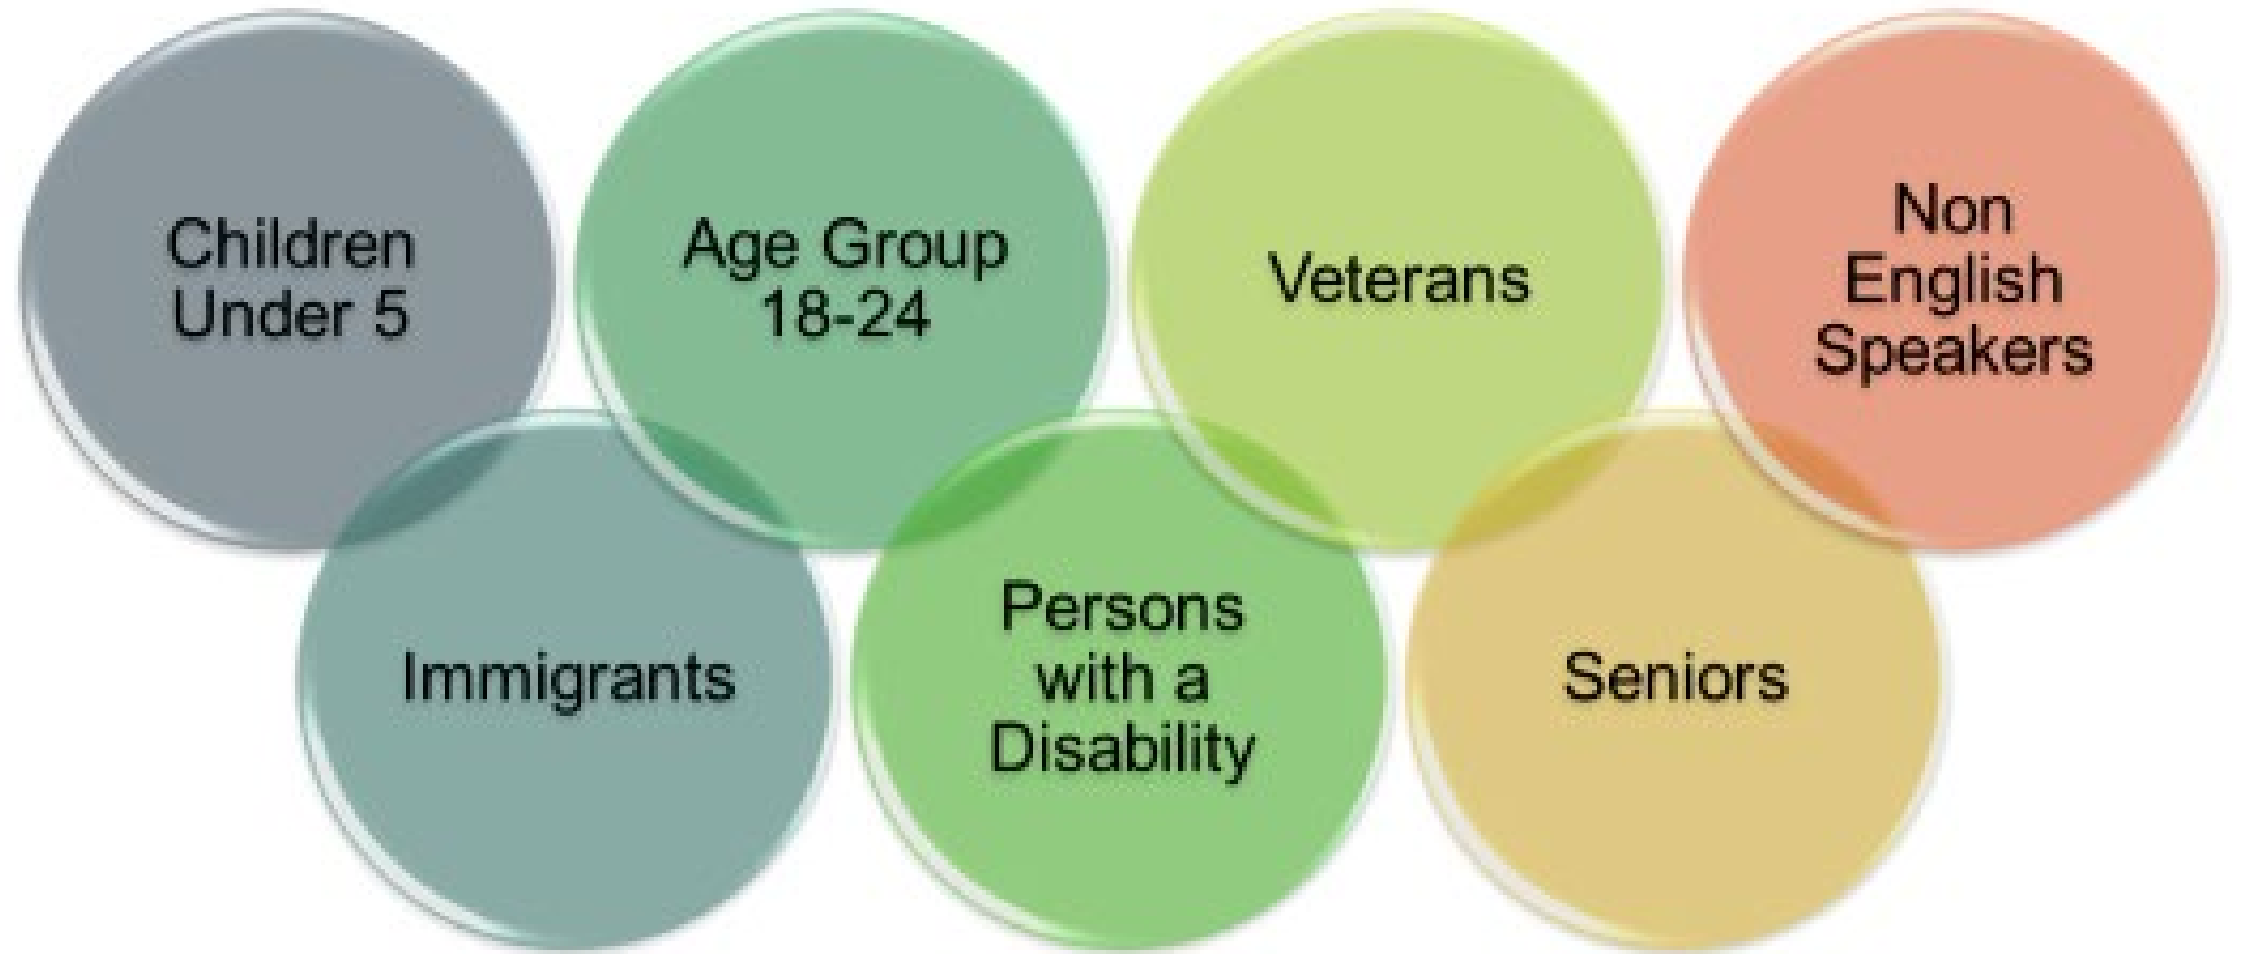 Children
Under 5
Age Group
18-24
Veterans
Non
English
Speakers
Immigrants
Persons
with a
Disability
Seniors